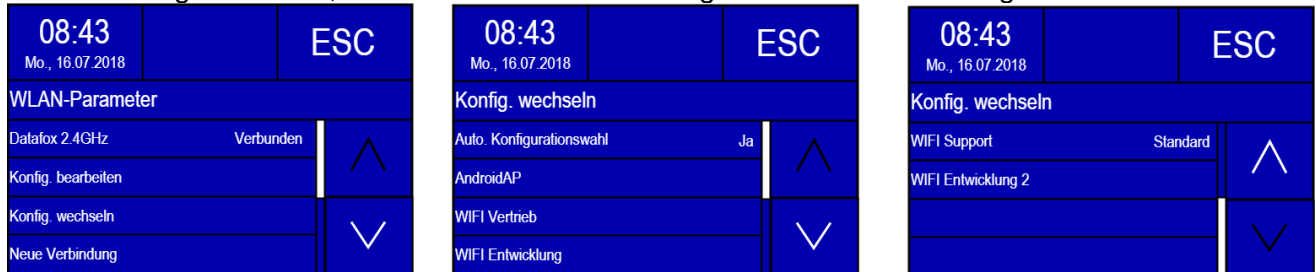 08:43
Mo., 16.07.2018
ESC
WLAN-Parameter
Datafox 2.4GHz Verbunden
Konfig. bearbeiten
Konfig. wechseln
Neue Verbindung
08:43
Mo., 16.07.2018
ESC
Konfig. wechseln
Auto. Konfigurationswahl Ja
AndroidAP
WIFI Vertrieb
WIFI Entwicklung
08:43
Mo., 16.07.2018
ESC
Konfig. wechseln
WIFI Support Standard
WIFI Entwicklung 2